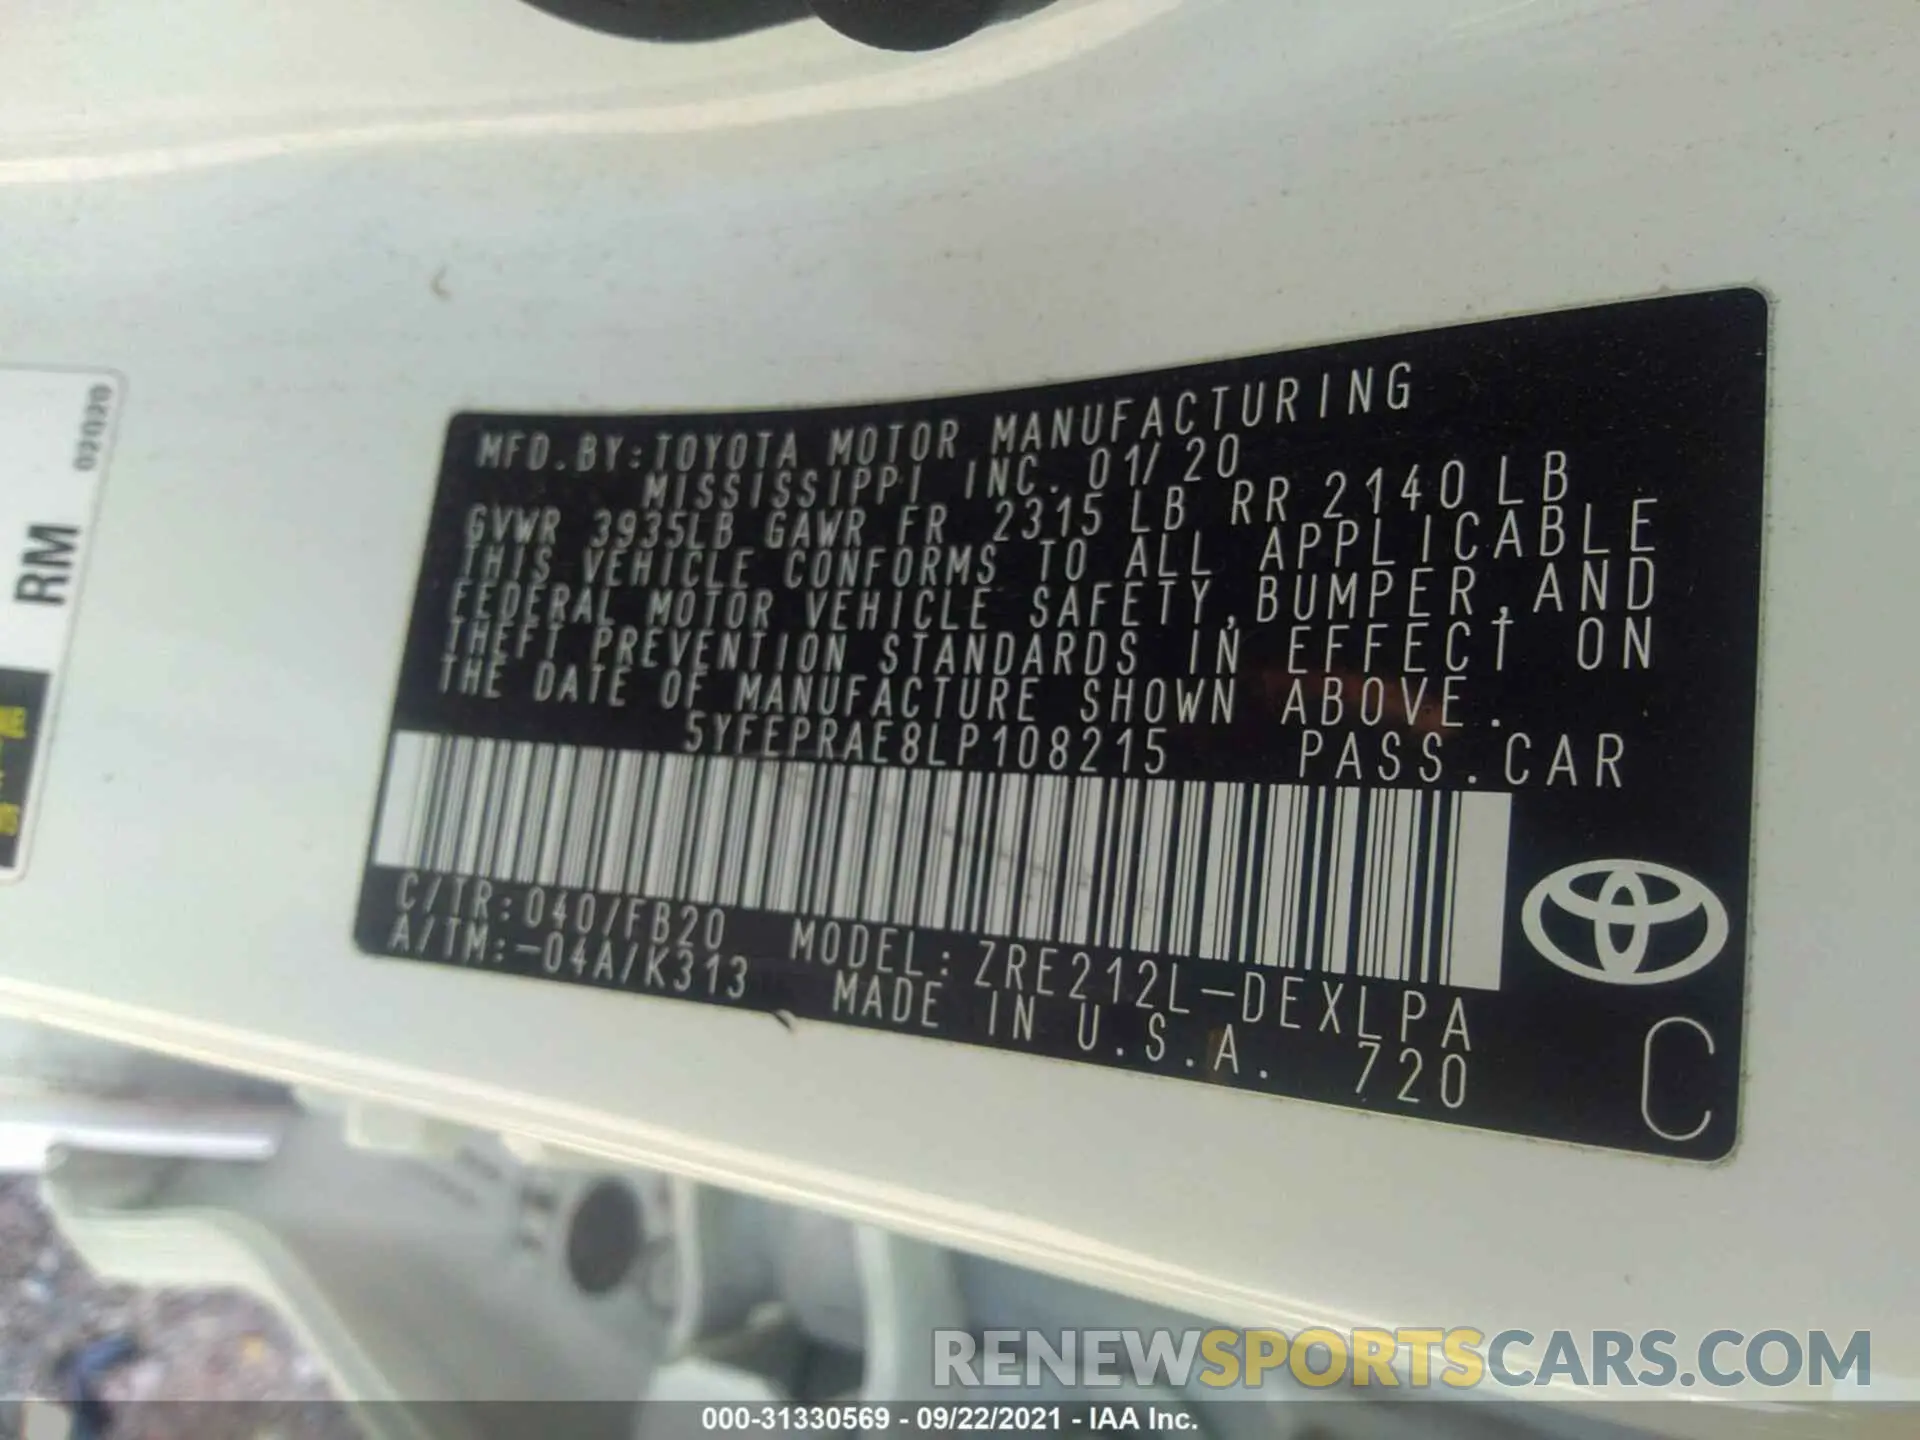 02020
RM
MFD.BY:TOYOTA MOTOR MANUFACTURING
MISSISSIPPI INC. 01/20
GVWR 3935LB GAWR FR 2315 LB RR 2140 LB
THIS VEHICLE CONFORMS TO ALL APPLICABLE
FEDERAL MOTOR VEHICLE SAFETY,BUMPER,AND
THEFT PREVENTION STANDARDS IN EFFECT ON
THE DATE OF MANUFACTURE SHOWN ABOVE.
5YFEPRAE8LP108215 PASS.CAR
C/TR:040/FB20 MODEL:ZRE212L-DEXLPA
A/TM:-04A/K313 MADE IN U.S.A. 720
C
RENEWSPORTSCARS.COM
000-31330569 - 09/22/2021 - IAA Inc.